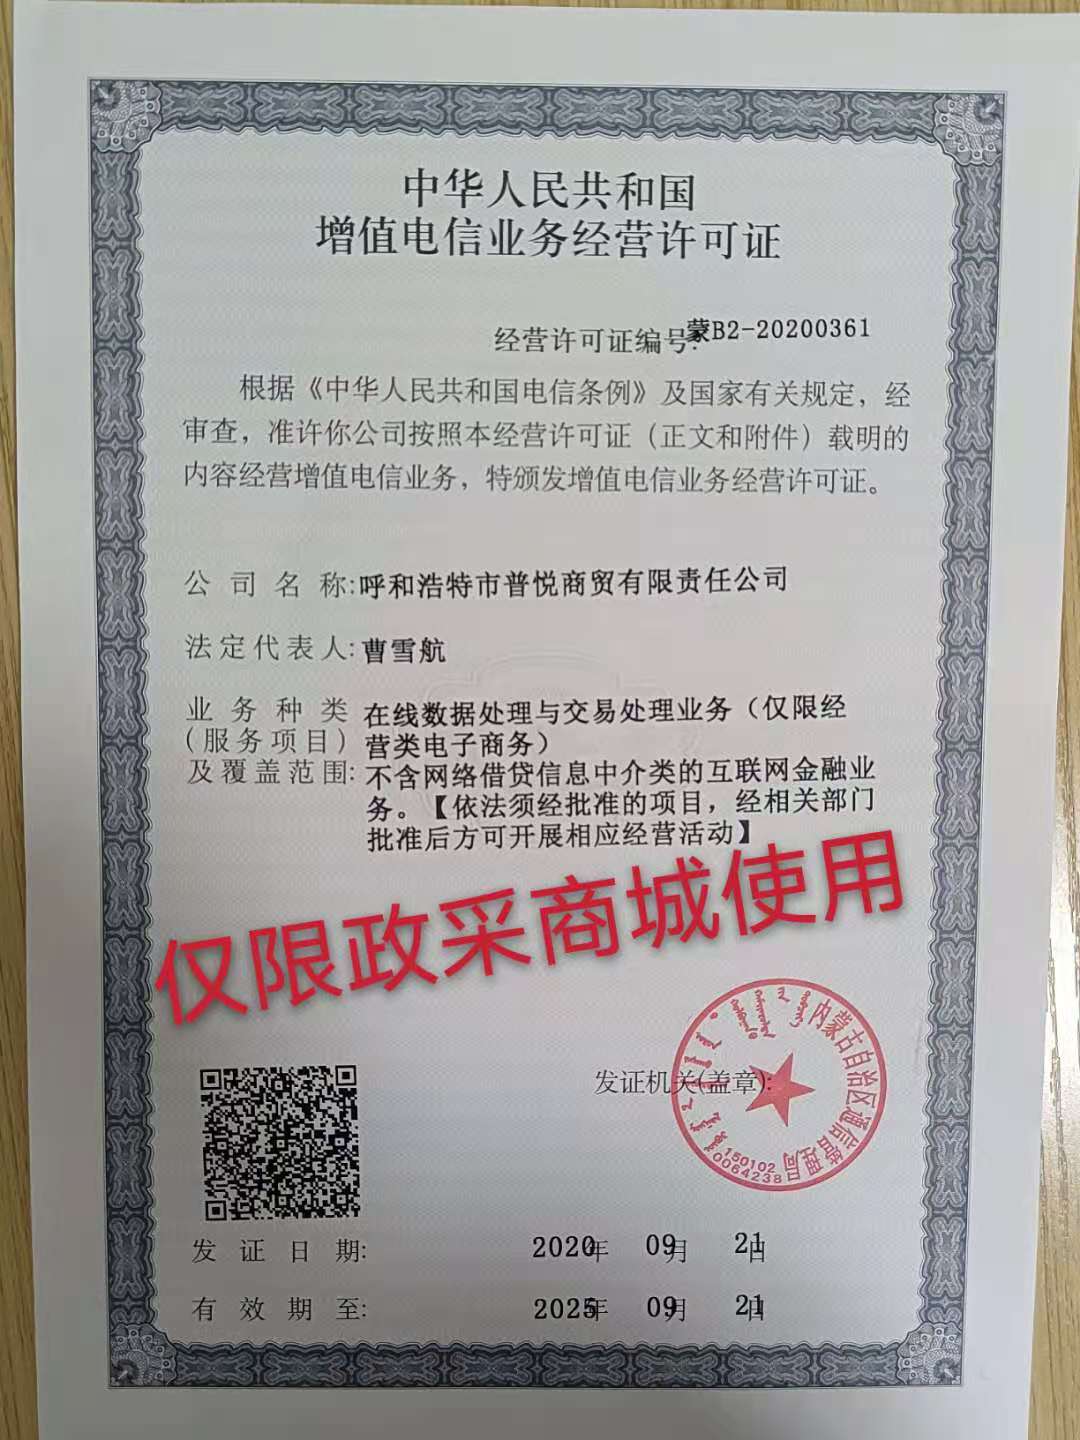 中华人民共和国
增值电信业务经营许可证
经营许可证编号:蒙B2-20200361
根据《中华人民共和国电信条例》及国家有关规定，经
审查，准许你公司按照本经营许可证（正文和附件）载明的
内容经营增值电信业务，特颁发增值电信业务经营许可证。
公司名称:呼和浩特市普悦商贸有限责任公司
法定代表人:曹雪航
业务种类
(服务项目)
及覆盖范围:
在线数据处理与交易处理业务（仅限经
营类电子商务）
不含网络借贷信息中介类的互联网金融业
务。【依法须经批准的项目，经相关部门
批准后方可开展相应经营活动】
仅限政采商城使用
发证机关(盖章):
内蒙古自治区通信管理局
150102
0064238
发证日期: 2020年 09月 21日
有效期至: 2025年 09月 21日